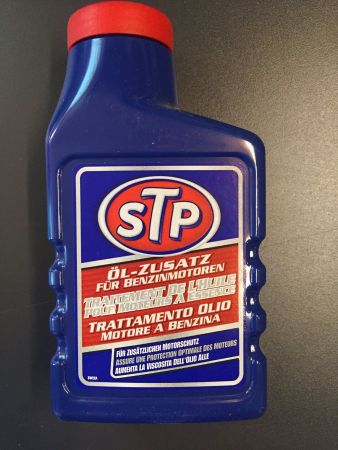 STP
ÖL-ZUSATZ
FÜR BENZINMOTOREN
TRAITEMENT DE L'HUILE
POUR MOTEURS A ESSENCE
TRATTAMENTO OLIO
MOTORE A BENZINA
FÜR ZUSÄTZLICHEN MOTORSCHUTZ
ASSURE UNE PROTECTION OPTIMALE DES MOTEURS
AUMENTA LA VISCOSITA DELL'OLIO ALLE